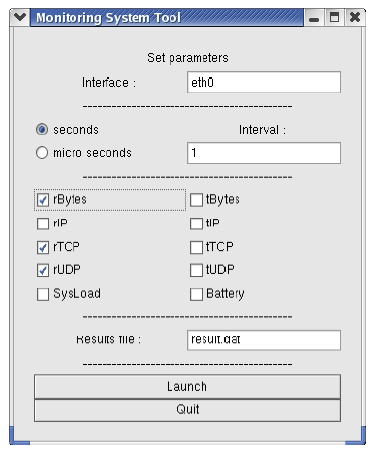 Monitoring System Tool
Set parameters
Interface : eth0
seconds Interval :
micro seconds 1
rBytes tBytes
rIP tIP
rTCP tTCP
rUDP tUDP
SysLoad Battery
Results file : result.dat
Launch
Quit